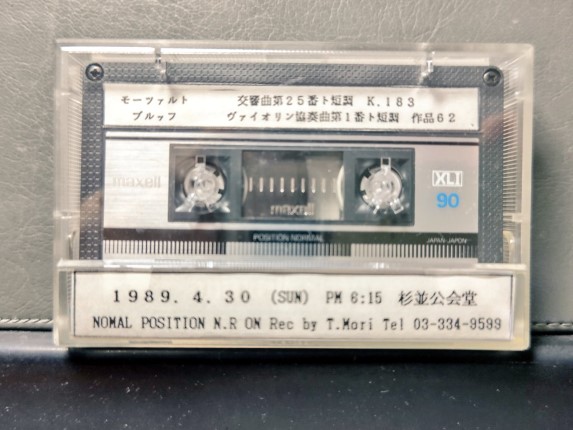 モーツァルト 交響曲第25番ト短調 K.183
ブルッフ ヴァイオリン協奏曲第1番ト短調 作品62
maxell
XLI
90
maxell
POSITION NORMAL
JAPAN JAPON
1989. 4.30 (SUN) PM 6:15 杉並公会堂
NOMAL POSITION N.R ON Rec by T.Mori Tel 03-334-9599